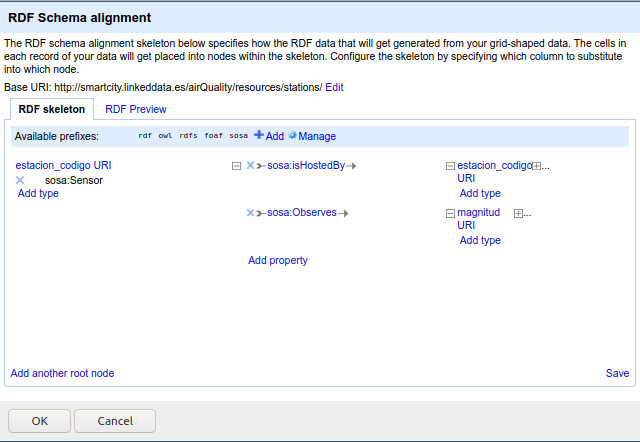 RDF Schema alignment
The RDF Schema alignment skeleton below specifies how the RDF data that will get generated from your grid-shaped data. The cells in
each record of your data will get placed into nodes within the skeleton. Configure the skeleton by specifying which column to substitute
into which node.
Base URI: http://smartcity.linkeddata.es/airQuality/resources/stations/ Edit
RDF skeleton RDF Preview
Available prefixes: rdf owl rdfs foaf sosa Add Manage
estacion_codigo URI sosa:isHostedBy estacion_codigo ...
sosa:Sensor URI
Add type Add type
sosa:Observes magnitud ...
URI
Add type
Add property
Add another root node Save
OK Cancel